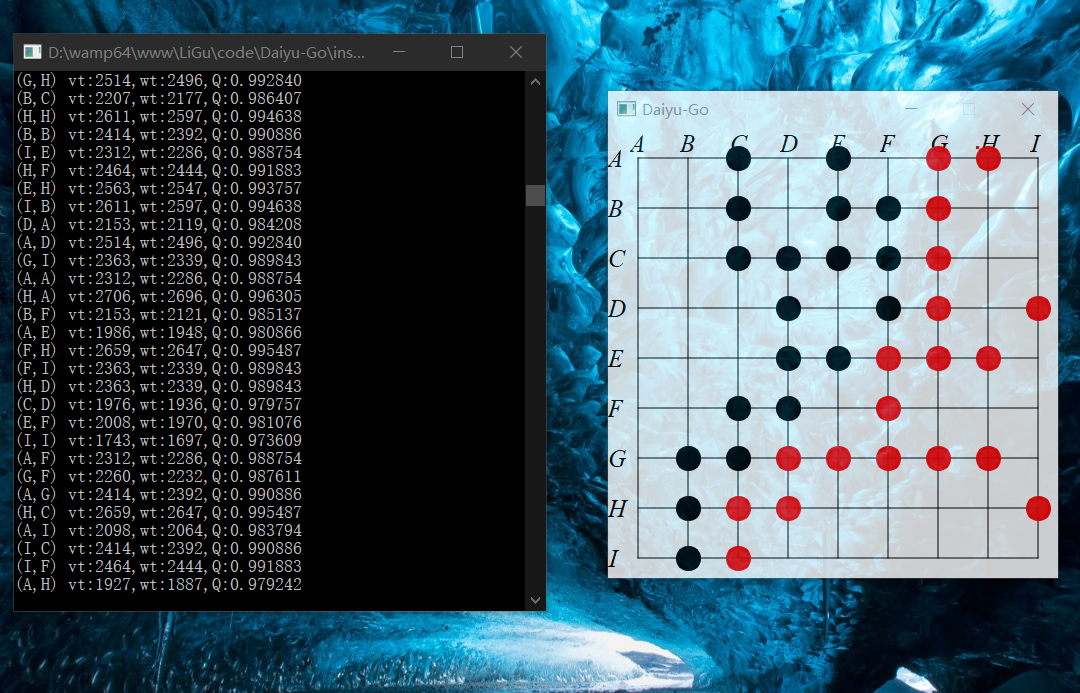 D:\wamp64\www\LiGu\code\Daiyu-Go\ins...
(G,H) vt:2514,wt:2496,Q:0.992840
(B,C) vt:2207,wt:2177,Q:0.986407
(H,H) vt:2611,wt:2597,Q:0.994638
(B,B) vt:2414,wt:2392,Q:0.990886
(I,E) vt:2312,wt:2286,Q:0.988754
(H,F) vt:2464,wt:2444,Q:0.991883
(E,H) vt:2563,wt:2547,Q:0.993757
(I,B) vt:2611,wt:2597,Q:0.994638
(D,A) vt:2153,wt:2119,Q:0.984208
(A,D) vt:2514,wt:2496,Q:0.992840
(G,I) vt:2363,wt:2339,Q:0.989843
(A,A) vt:2312,wt:2286,Q:0.988754
(H,A) vt:2706,wt:2696,Q:0.996305
(B,F) vt:2153,wt:2121,Q:0.985137
(A,E) vt:1986,wt:1948,Q:0.980866
(F,H) vt:2659,wt:2647,Q:0.995487
(F,I) vt:2363,wt:2339,Q:0.989843
(H,D) vt:2363,wt:2339,Q:0.989843
(C,D) vt:1976,wt:1936,Q:0.979757
(E,F) vt:2008,wt:1970,Q:0.981076
(I,I) vt:1743,wt:1697,Q:0.973609
(A,F) vt:2312,wt:2286,Q:0.988754
(G,F) vt:2260,wt:2232,Q:0.987611
(A,G) vt:2414,wt:2392,Q:0.990886
(H,C) vt:2659,wt:2647,Q:0.995487
(A,I) vt:2098,wt:2064,Q:0.983794
(I,C) vt:2414,wt:2392,Q:0.990886
(I,F) vt:2464,wt:2444,Q:0.991883
(A,H) vt:1927,wt:1887,Q:0.979242
Daiyu-Go
A B C D E F G H I
A
B
C
D
E
F
G
H
I